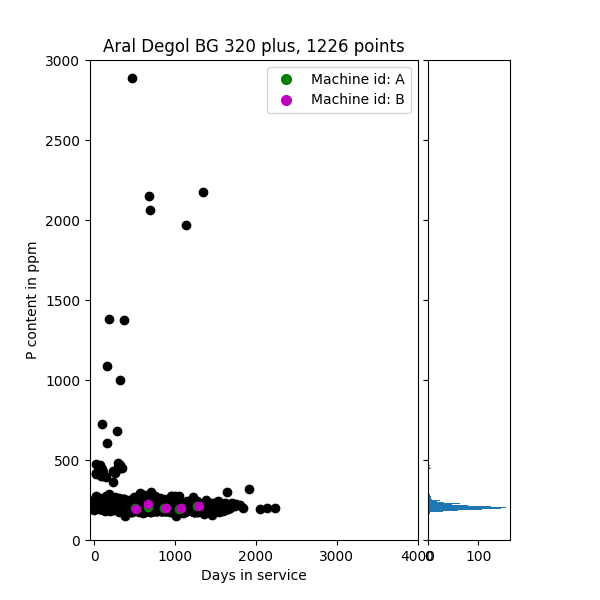 Aral Degol BG 320 plus, 1226 points
Machine id: A
Machine id: B
P content in ppm
3000
2500
2000
1500
1000
500
0
0 1000 2000 3000 4000
0 100
Days in service